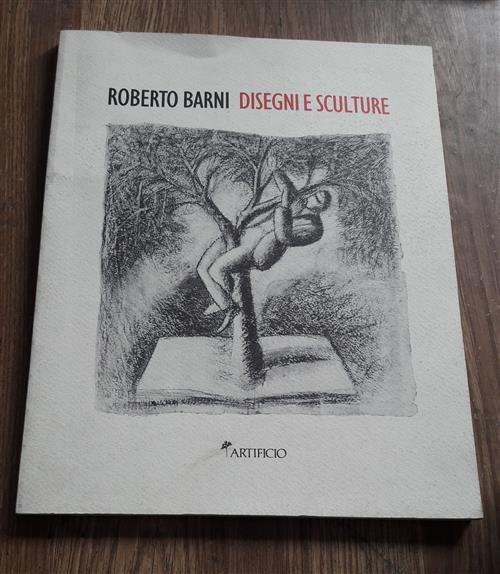 ROBERTO BARNI DISEGNI E SCULTURE
ARTIFICIO